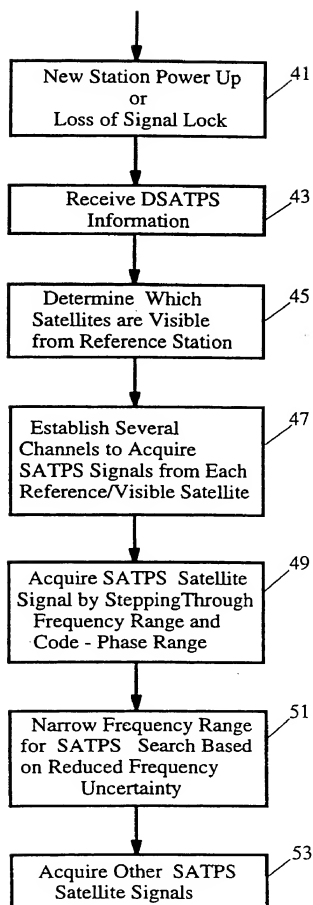 New Station Power Up
or
Loss of Signal Lock
41
Receive DSATPS
Information
43
Determine Which
Satellites are Visible
from Reference Station
45
Establish Several
Channels to Acquire
SATPS Signals from Each
Reference/Visible Satellite
47
Acquire SATPS Satellite
Signal by SteppingThrough
Frequency Range and
Code - Phase Range
49
Narrow Frequency Range
for SATPS Search Based
on Reduced Frequency
Uncertainty
51
Acquire Other SATPS
Satellite Signals
53